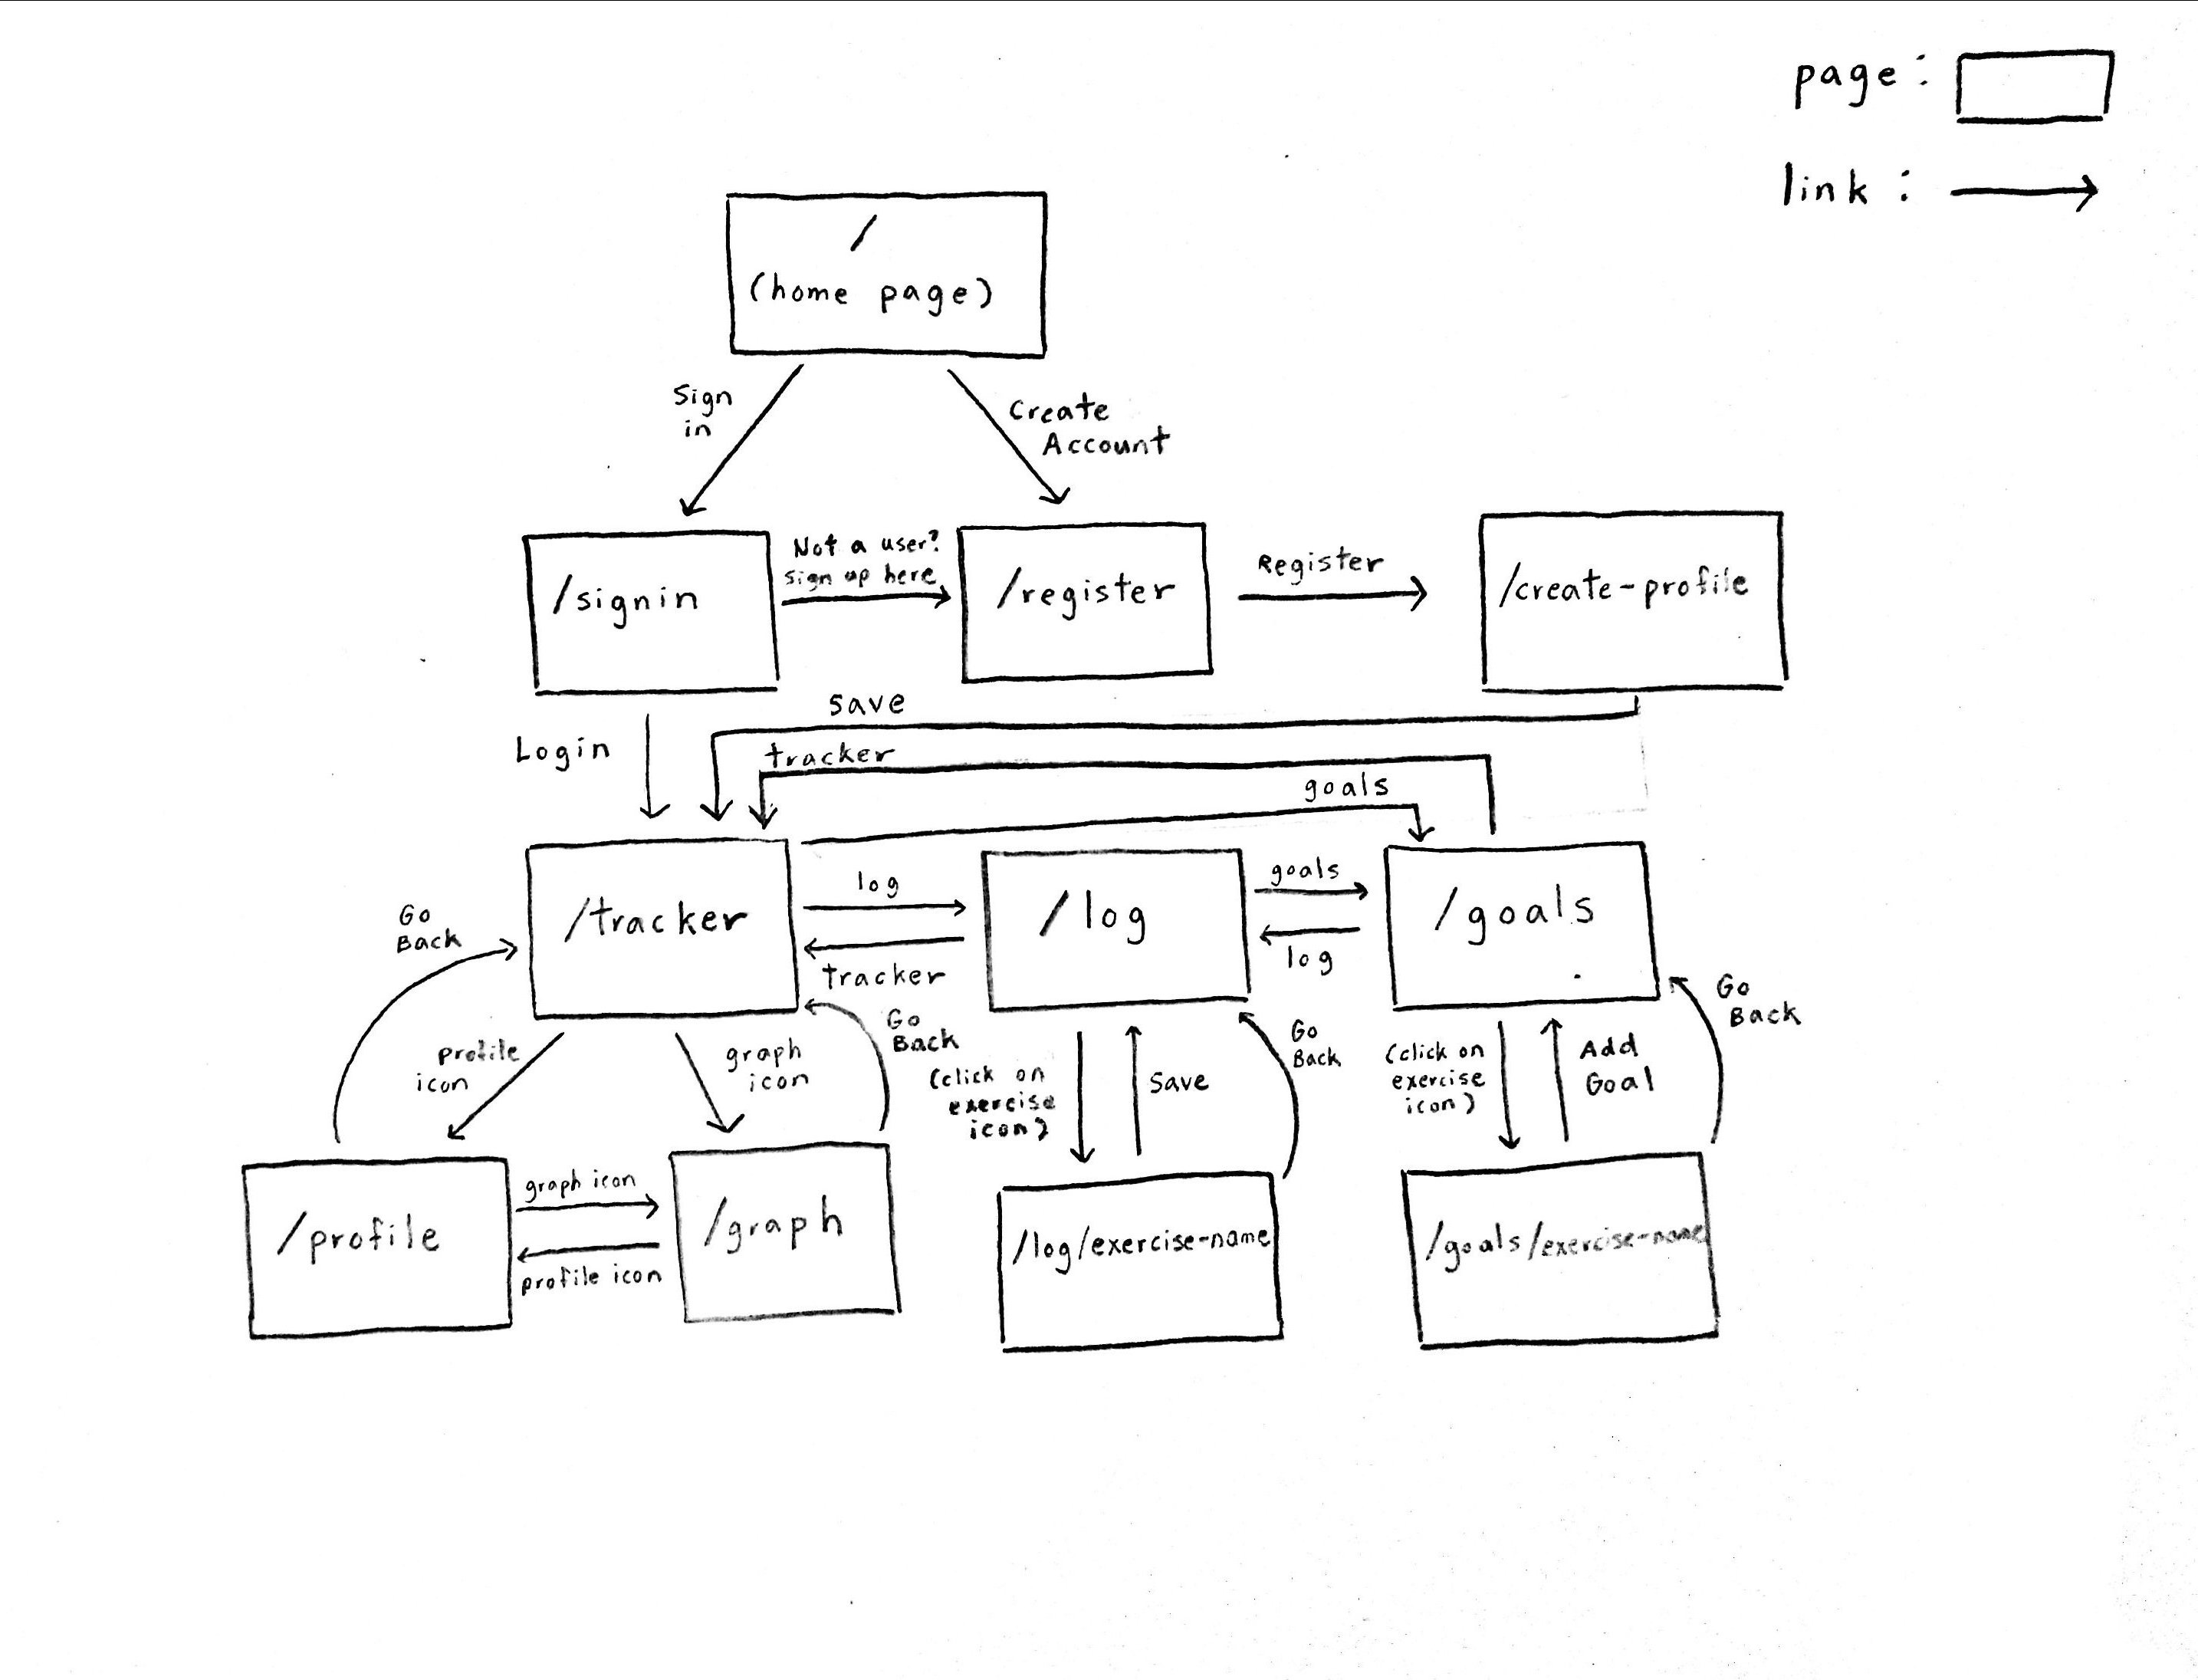 page:
link:
/
(home page)
Sign
in
Create
Account
/signin
Not a user?
sign up here
/register
Register
/create-profile
save
Login
tracker
goals
/tracker
log
tracker
/log
goals
log
/goals
Go
Back
Profile
icon
graph
icon
Go
Back
(click on
exercise
icon)
Save
Go
Back
(click on
exercise
icon)
Add
Goal
Go
Back
/profile
graph icon
profile icon
/graph
/log/exercise-name
/goals/exercise-name